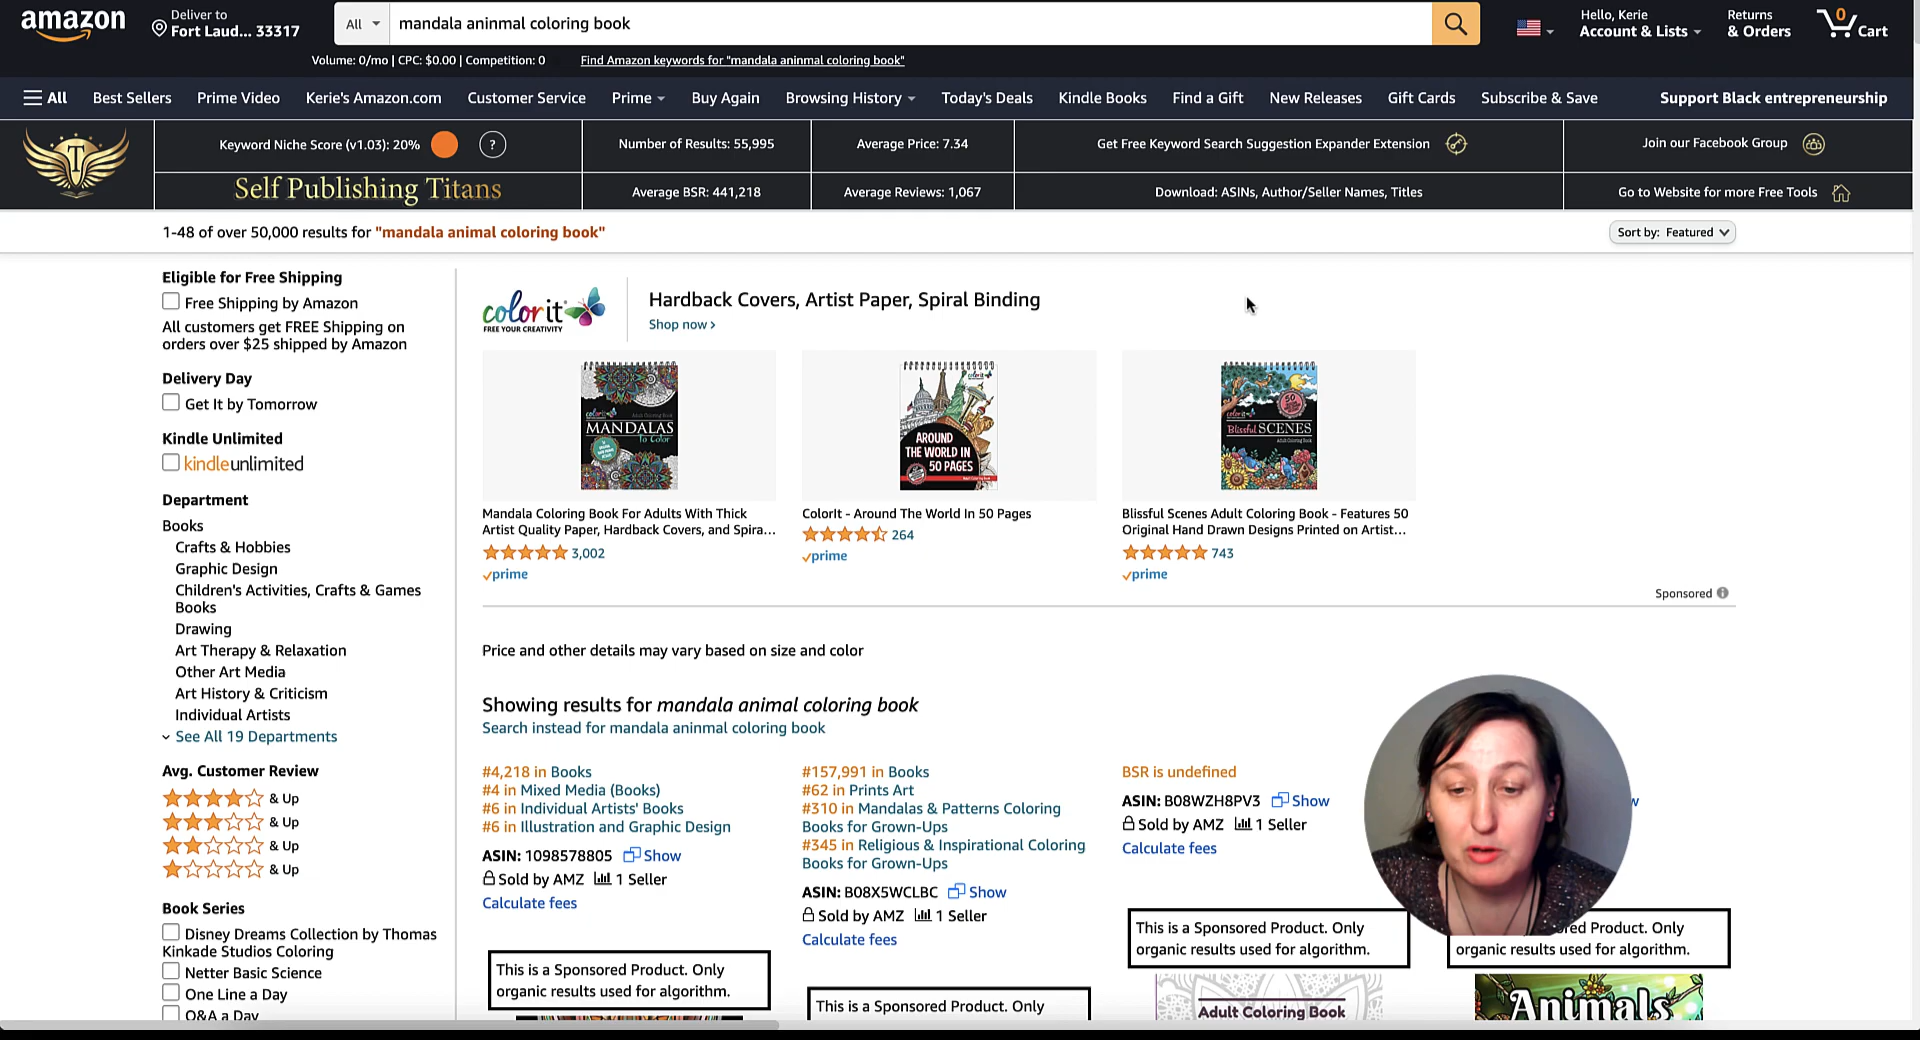 amazon
Deliver to
Fort Laud... 33317
All
mandala aninmal coloring book
Hello, Kerie
Account & Lists
Returns
& Orders
0
Cart
Volume: 0/mo | CPC: $0.00 | Competition: 0
Find Amazon keywords for "mandala aninmal coloring book"
All
Best Sellers
Prime Video
Kerie's Amazon.com
Customer Service
Prime
Buy Again
Browsing History
Today's Deals
Kindle Books
Find a Gift
New Releases
Gift Cards
Subscribe & Save
Support Black entrepreneurship
T
Keyword Niche Score (v1.03): 20%
?
Number of Results: 55,995
Average Price: 7.34
Get Free Keyword Search Suggestion Expander Extension
Join our Facebook Group
Self Publishing Titans
Average BSR: 441,218
Average Reviews: 1,067
Download: ASINs, Author/Seller Names, Titles
Go to Website for more Free Tools
1-48 of over 50,000 results for "mandala animal coloring book"
Sort by: Featured
Eligible for Free Shipping
Free Shipping by Amazon
All customers get FREE Shipping on
orders over $25 shipped by Amazon
Delivery Day
Get It by Tomorrow
Kindle Unlimited
kindleunlimited
Department
Books
Crafts & Hobbies
Graphic Design
Children's Activities, Crafts & Games
Books
Drawing
Art Therapy & Relaxation
Other Art Media
Art History & Criticism
Individual Artists
See All 19 Departments
Avg. Customer Review
& Up
& Up
& Up
& Up
Book Series
Disney Dreams Collection by Thomas
Kinkade Studios Coloring
Netter Basic Science
One Line a Day
Q&A a Day
colorit
FREE YOUR CREATIVITY
Hardback Covers, Artist Paper, Spiral Binding
Shop now ›
colorit
Adult Coloring Book
MANDALAS
To Color
colorit
AROUND
THE WORLD IN
50 PAGES
colorit
50
Blissful SCENES
Adult Coloring Book
Mandala Coloring Book For Adults With Thick
Artist Quality Paper, Hardback Covers, and Spira...
3,002
prime
ColorIt - Around The World In 50 Pages
264
prime
Blissful Scenes Adult Coloring Book - Features 50
Original Hand Drawn Designs Printed on Artist...
743
prime
Sponsored
Price and other details may vary based on size and color
Showing results for mandala animal coloring book
Search instead for mandala aninmal coloring book
#4,218 in Books
#4 in Mixed Media (Books)
#6 in Individual Artists' Books
#6 in Illustration and Graphic Design
ASIN: 1098578805 Show
Sold by AMZ 1 Seller
Calculate fees
This is a Sponsored Product. Only
organic results used for algorithm.
#157,991 in Books
#62 in Prints Art
#310 in Mandalas & Patterns Coloring
Books for Grown-Ups
#345 in Religious & Inspirational Coloring
Books for Grown-Ups
ASIN: B08X5WCLBC Show
Sold by AMZ 1 Seller
Calculate fees
This is a Sponsored Product. Only
BSR is undefined
ASIN: B08WZH8PV3 Show
Sold by AMZ 1 Seller
Calculate fees
This is a Sponsored Product. Only
organic results used for algorithm.
Adult Coloring Book
Product. Only
organic results used for algorithm.
Animals